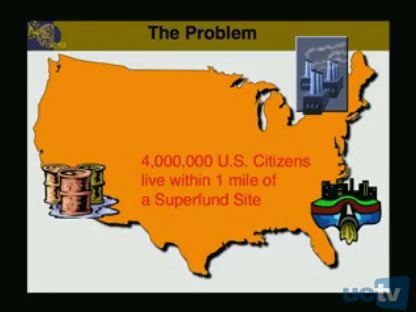 The Problem
4,000,000 U.S. Citizens
live within 1 mile of
a Superfund Site
uctv